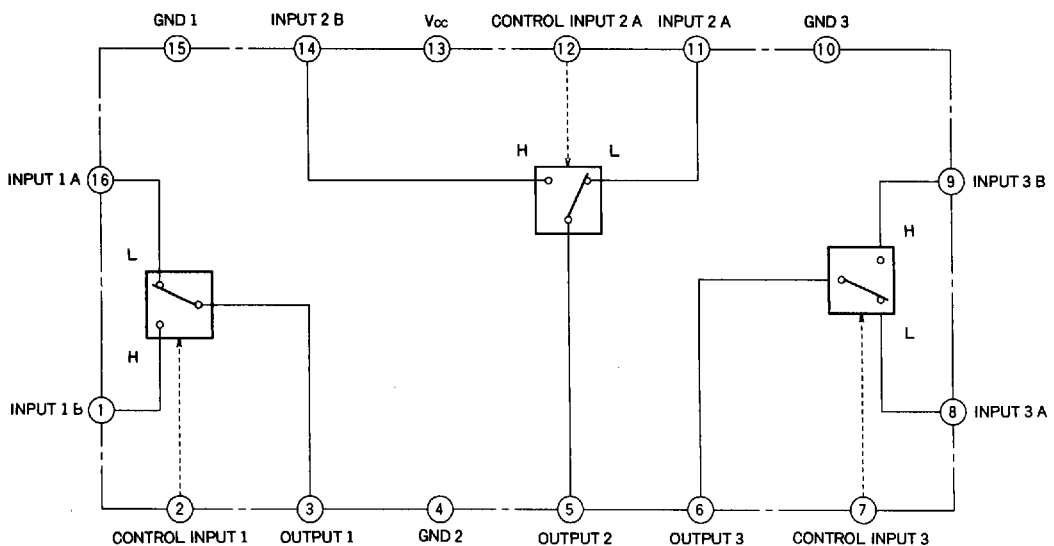 GND 1 INPUT 2 B Vcc CONTROL INPUT 2 A INPUT 2 A GND 3
15 14 13 12 11 10
H L
INPUT 1 A 16
9 INPUT 3 B
L
H
H
L
INPUT 1 B 1
8 INPUT 3 A
2 3 4 5 6 7
CONTROL INPUT 1 OUTPUT 1 GND 2 OUTPUT 2 OUTPUT 3 CONTROL INPUT 3